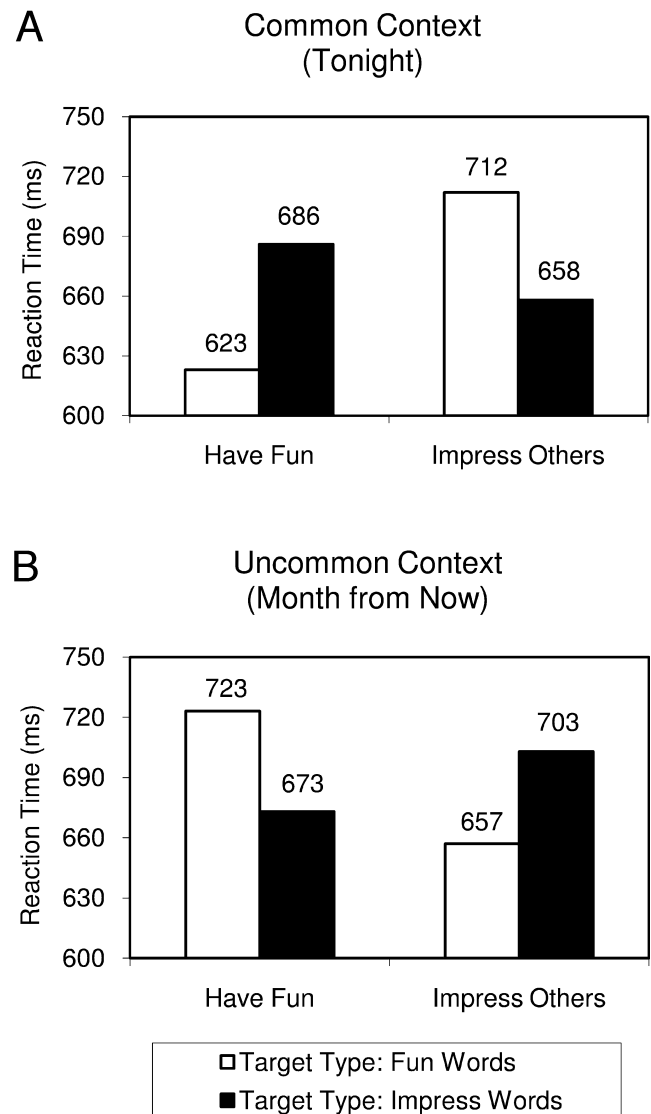 A
Common Context
(Tonight)
Reaction Time (ms)
750
720
690
660
630
600
623
686
712
658
Have Fun
Impress Others
B
Uncommon Context
(Month from Now)
Reaction Time (ms)
750
720
690
660
630
600
723
673
657
703
Have Fun
Impress Others
Target Type: Fun Words
Target Type: Impress Words